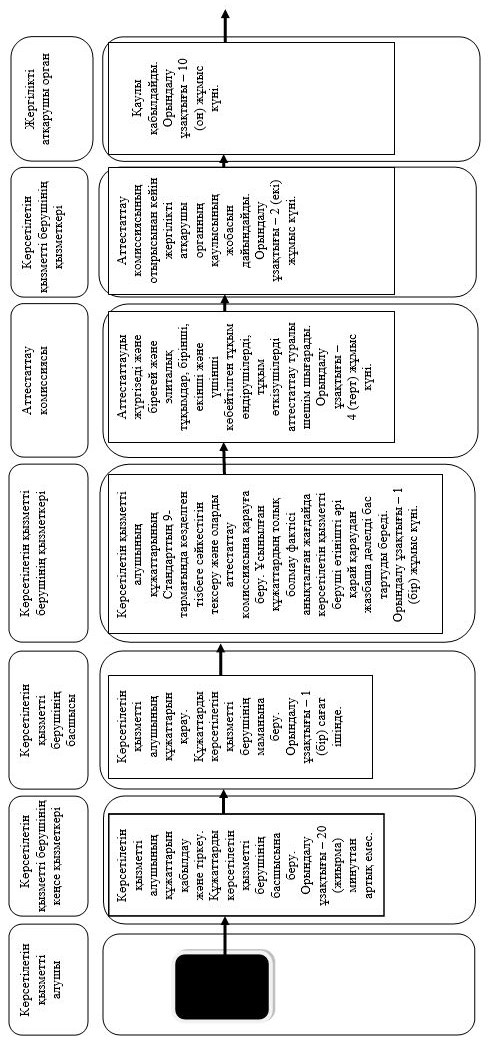 Көрсетілетін
қызметті
алушы
Көрсетілетін
қызметті берушінің
кеңсе қызметкері
Көрсетілетін
қызметті
берушінің
басшысы
Көрсетілетін қызметті
берушінің қызметкері
Аттестаттау
комиссиясы
Көрсетілетін
қызметті берушінің
қызметкері
Жергілікті
атқарушы орган
Көрсетілетін
қызметті
алушының
құжаттарын
қабылдау
және тіркеу.
Құжаттарды
көрсетілетін
қызметті
берушінің
басшысына
беру.
Орындалу
ұзақтығы – 20
(жиырма)
минуттан
артық емес.
Көрсетілетін
қызметті
алушының
құжаттарын
қарау.
Құжаттарды
көрсетілетін
қызметті
берушінің
маманына
беру.
Орындалу
ұзақтығы – 1
(бір) сағат
ішінде.
Көрсетілетін қызметті
алушының
құжаттарының
Стандарттың 9-
тармағында көзделген
тізбеге сәйкестігін
тексеру және оларды
аттестаттау
комиссиясына қарауға
беру. Ұсынылған
құжаттардың толық
болмау фактісі
анықталған жағдайда
көрсетілетін қызметті
беруші өтінішті әрі
қарай қараудан
жазбаша дәлелді бас
тартуды береді.
Орындалу ұзақтығы – 1
(бір) жұмыс күні.
Аттестаттауды
жүргізеді және
бірегей және
элиталық
тұқымдар, бірінші,
екінші және
үшінші
көбейтілген тұқым
өндірушілерді,
тұқым
өткізушілерді
аттестаттау туралы
шешім шығарады.
Орындалу
ұзақтығы –
4 (төрт) жұмыс
күні.
Аттестаттау
комиссиясының
отырысынан кейін
жергілікті
атқарушы
органның
қаулысының
жобасын
дайындайды.
Орындалу
ұзақтығы – 2 (екі)
жұмыс күні.
Қаулы
қабылдайды.
Орындалу
ұзақтығы – 10
(он) жұмыс
күні.